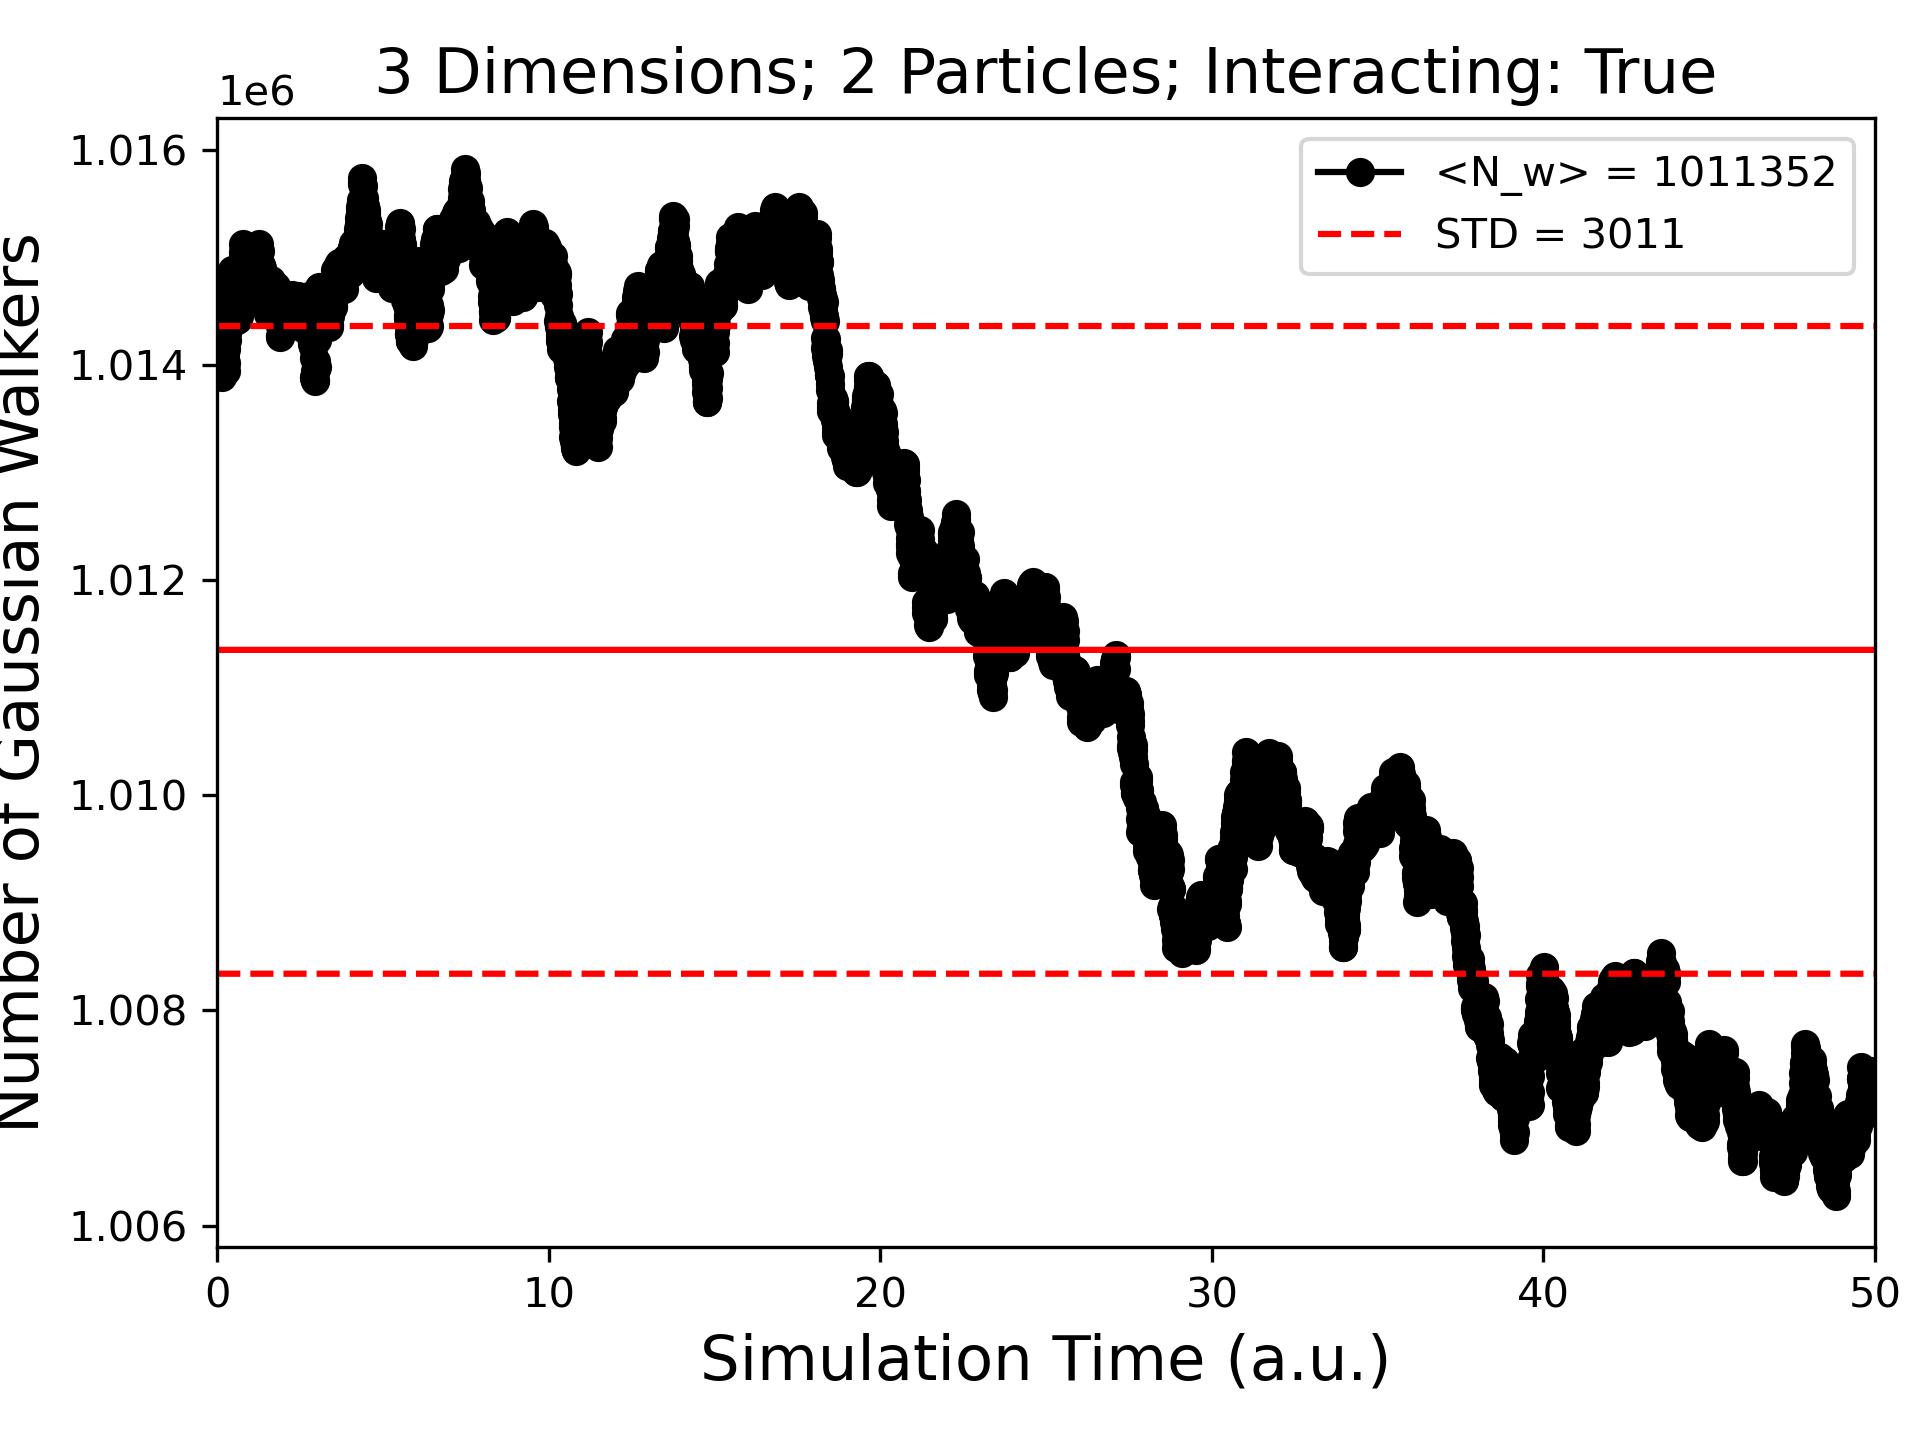 3 Dimensions; 2 Particles; Interacting: True
1e6
<N_w> = 1011352
STD = 3011
Number of Gaussian Walkers
1.016
1.014
1.012
1.010
1.008
1.006
0 10 20 30 40 50
Simulation Time (a.u.)